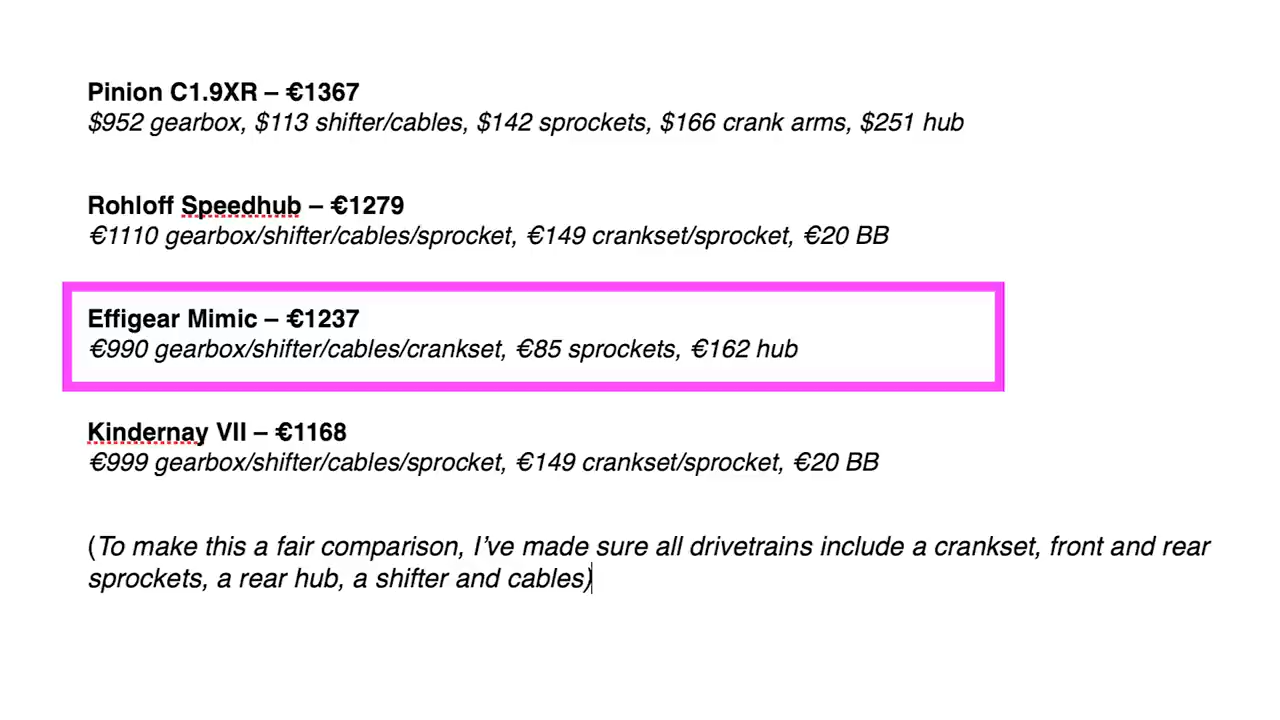 Pinion C1.9XR – €1367
$952 gearbox, $113 shifter/cables, $142 sprockets, $166 crank arms, $251 hub
Rohloff Speedhub – €1279
€1110 gearbox/shifter/cables/sprocket, €149 crankset/sprocket, €20 BB
Effigear Mimic – €1237
€990 gearbox/shifter/cables/crankset, €85 sprockets, €162 hub
Kindernay VII – €1168
€999 gearbox/shifter/cables/sprocket, €149 crankset/sprocket, €20 BB
(To make this a fair comparison, I’ve made sure all drivetrains include a crankset, front and rear
sprockets, a rear hub, a shifter and cables)